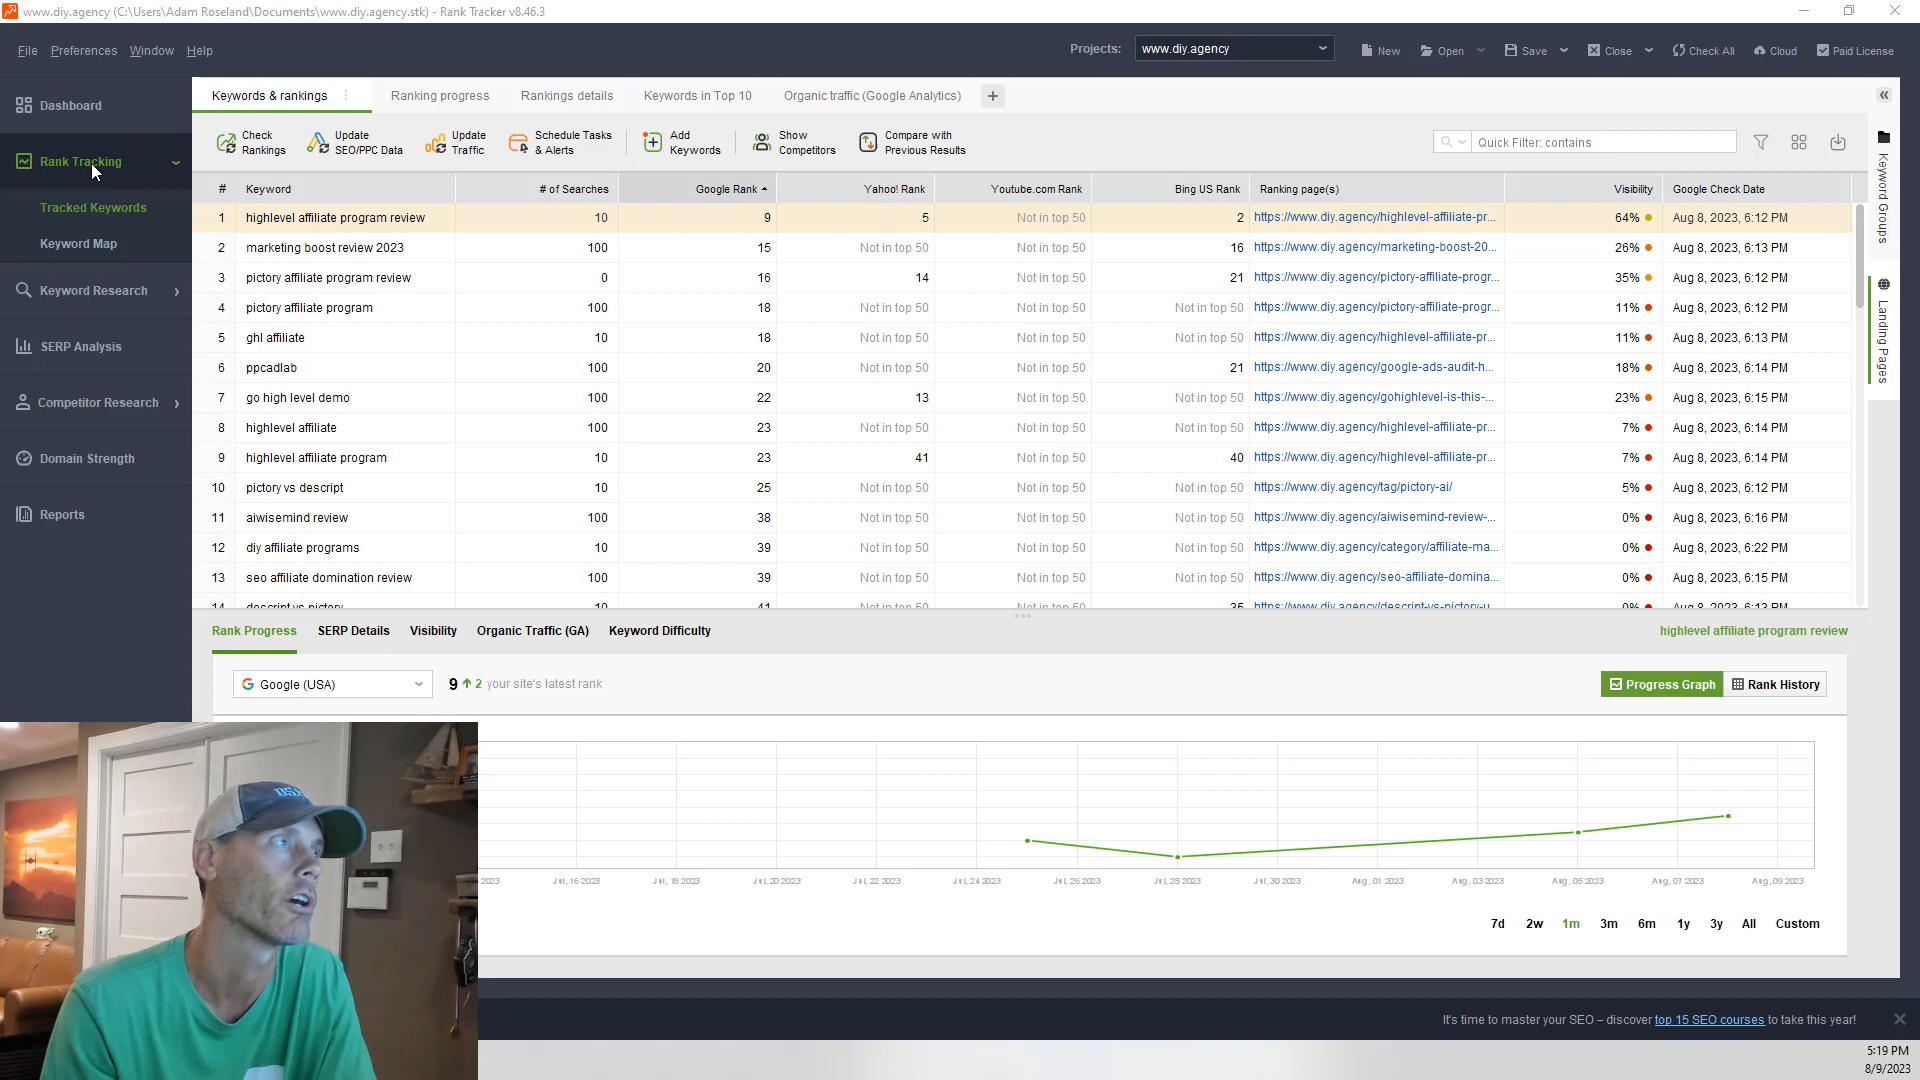 www.diy.agency (C:\Users\Adam Roseland\Documents\www.diy.agency.stk) - Rank Tracker v8.46.3
File Preferences Window Help
Projects: www.diy.agency New Open Save Close Check All Cloud Paid License
Dashboard
Rank Tracking
Tracked Keywords
Keyword Map
Keyword Research
SERP Analysis
Competitor Research
Domain Strength
Reports
Keywords & rankings Ranking progress Rankings details Keywords in Top 10 Organic traffic (Google Analytics) +
Check Rankings Update SEO/PPC Data Update Traffic Schedule Tasks & Alerts Add Keywords Show Competitors Compare with Previous Results Quick Filter: contains
# Keyword # of Searches Google Rank Yahoo! Rank Youtube.com Rank Bing US Rank Ranking page(s) Visibility Google Check Date
1 highlevel affiliate program review 10 9 5 Not in top 50 2 https://www.diy.agency/highlevel-affiliate-pr... 64% Aug 8, 2023, 6:12 PM
2 marketing boost review 2023 100 15 Not in top 50 Not in top 50 16 https://www.diy.agency/marketing-boost-20... 26% Aug 8, 2023, 6:13 PM
3 pictory affiliate program review 0 16 14 Not in top 50 21 https://www.diy.agency/pictory-affiliate-progr... 35% Aug 8, 2023, 6:12 PM
4 pictory affiliate program 100 18 Not in top 50 Not in top 50 Not in top 50 https://www.diy.agency/pictory-affiliate-progr... 11% Aug 8, 2023, 6:12 PM
5 ghl affiliate 10 18 Not in top 50 Not in top 50 Not in top 50 https://www.diy.agency/highlevel-affiliate-pr... 11% Aug 8, 2023, 6:13 PM
6 ppcadlab 100 20 Not in top 50 Not in top 50 21 https://www.diy.agency/google-ads-audit-h... 18% Aug 8, 2023, 6:14 PM
7 go high level demo 100 22 13 Not in top 50 Not in top 50 https://www.diy.agency/gohighlevel-is-this-... 23% Aug 8, 2023, 6:15 PM
8 highlevel affiliate 100 23 Not in top 50 Not in top 50 Not in top 50 https://www.diy.agency/highlevel-affiliate-pr... 7% Aug 8, 2023, 6:14 PM
9 highlevel affiliate program 10 23 41 Not in top 50 40 https://www.diy.agency/highlevel-affiliate-pr... 7% Aug 8, 2023, 6:14 PM
10 pictory vs descript 10 25 Not in top 50 Not in top 50 Not in top 50 https://www.diy.agency/tag/pictory-ai/ 5% Aug 8, 2023, 6:12 PM
11 aiwisemind review 100 38 Not in top 50 Not in top 50 Not in top 50 https://www.diy.agency/aiwisemind-review-... 0% Aug 8, 2023, 6:16 PM
12 diy affiliate programs 10 39 Not in top 50 Not in top 50 Not in top 50 https://www.diy.agency/category/affiliate-ma... 0% Aug 8, 2023, 6:22 PM
13 seo affiliate domination review 100 39 Not in top 50 Not in top 50 Not in top 50 https://www.diy.agency/seo-affiliate-domina... 0% Aug 8, 2023, 6:15 PM
14 descript vs pictory 10 41 Not in top 50 Not in top 50 35 https://www.diy.agency/descript-vs-pictory-u... 0% Aug 8, 2023, 6:13 PM
Keyword Groups
Landing Pages
Rank Progress SERP Details Visibility Organic Traffic (GA) Keyword Difficulty highlevel affiliate program review
Google (USA) 9 2 your site's latest rank Progress Graph Rank History
2023 Jul, 16 2023 Jul, 18 2023 Jul, 20 2023 Jul, 22 2023 Jul, 24 2023 Jul, 26 2023 Jul, 28 2023 Jul, 30 2023 Aug, 01 2023 Aug, 03 2023 Aug, 05 2023 Aug, 07 2023 Aug, 09 2023
7d 2w 1m 3m 6m 1y 3y All Custom
It's time to master your SEO – discover top 15 SEO courses to take this year!
5:19 PM
8/9/2023